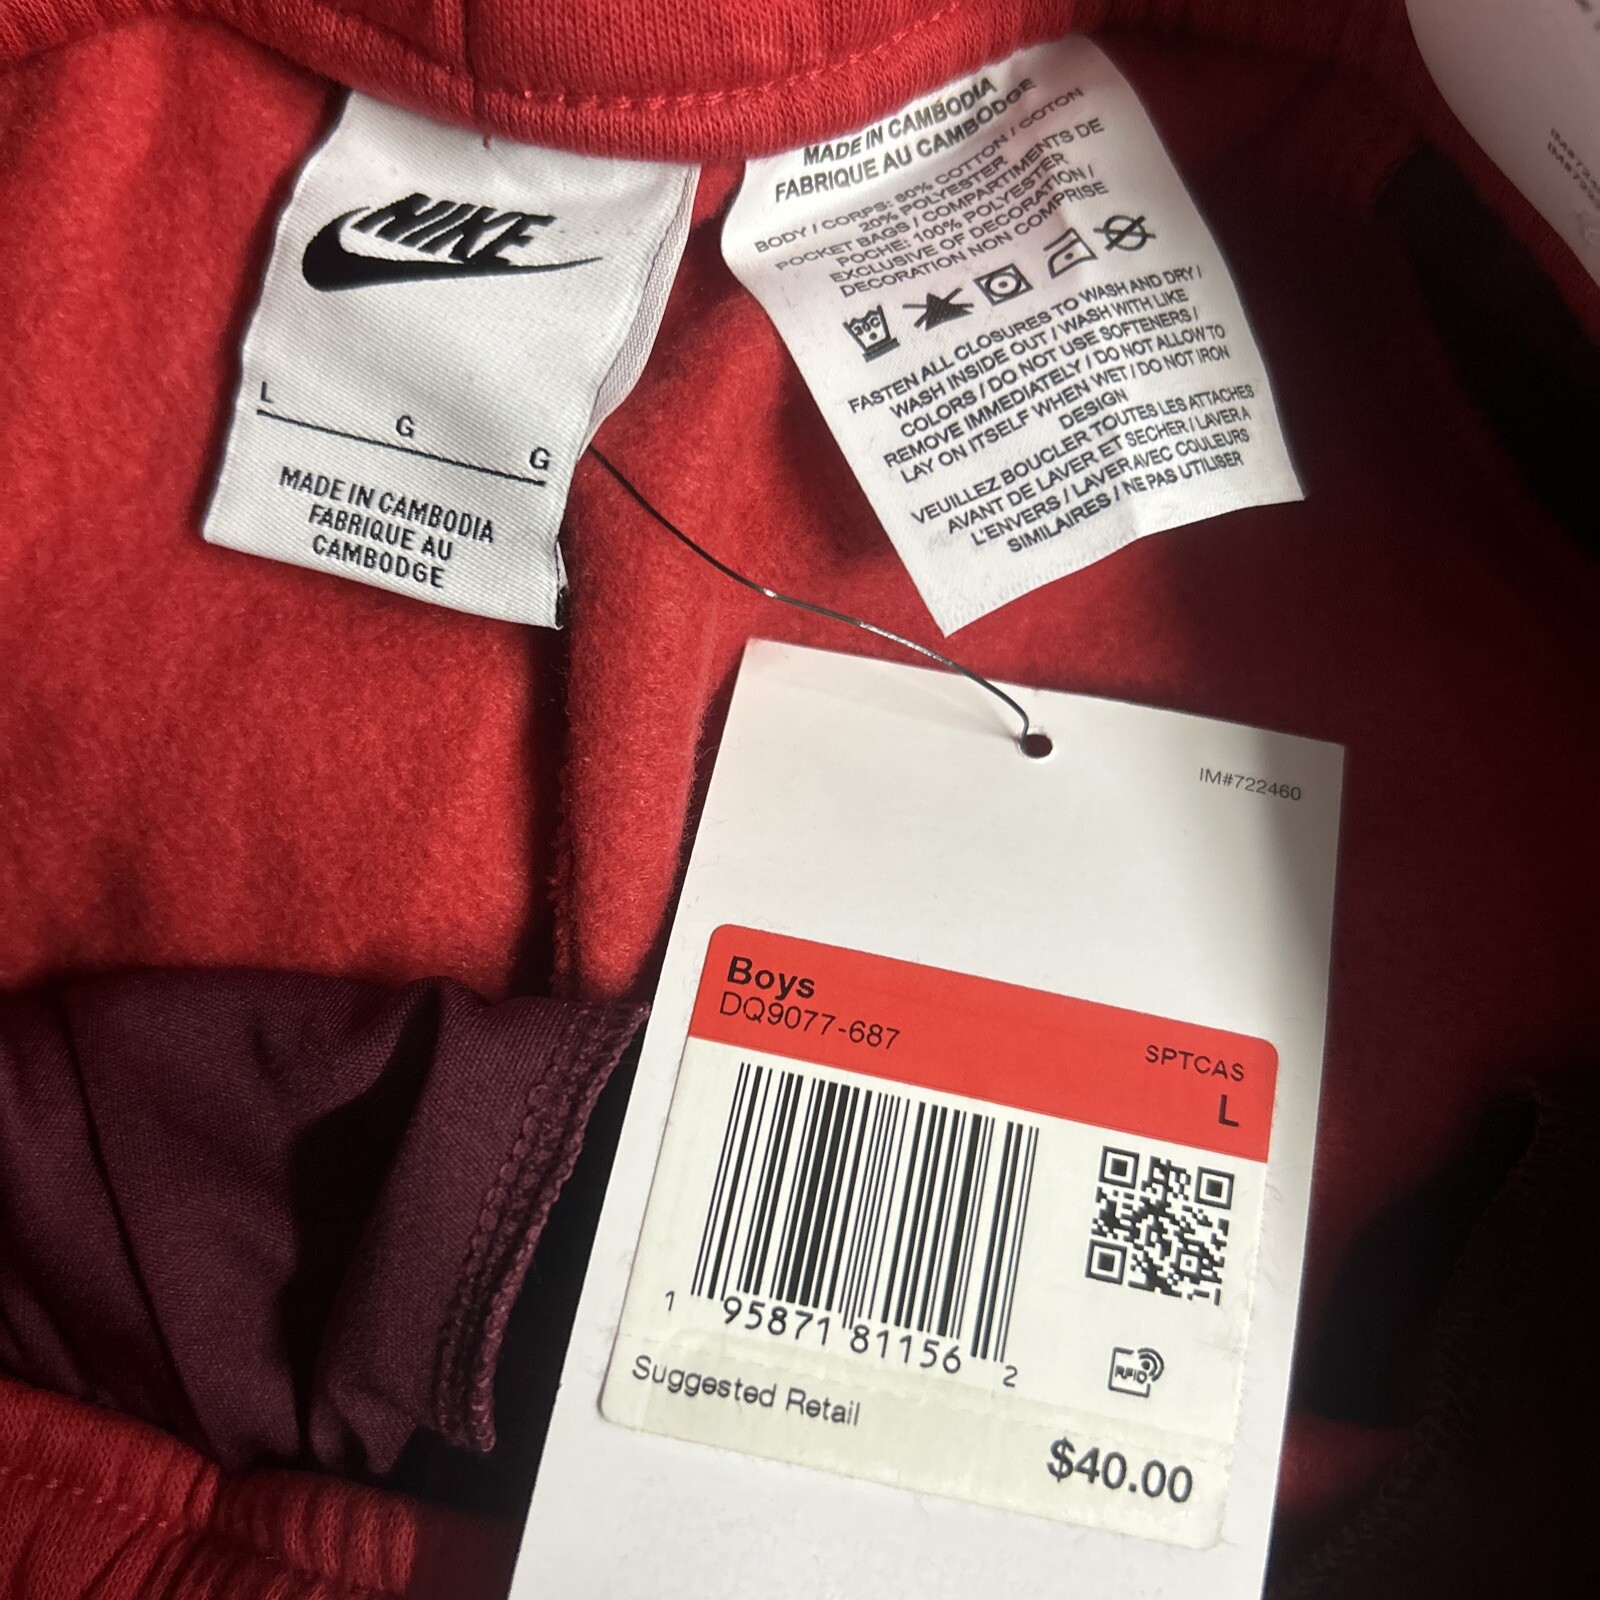 NIKE
L
G
G
MADE IN CAMBODIA
FABRIQUE AU
CAMBODGE
MADE IN CAMBODIA
FABRIQUE AU CAMBODGE
BODY / CORPS: 80% COTTON / COTON
20% POLYESTER
POCKET BAGS / COMPARTIMENTS DE
POCHE: 100% POLYESTER
EXCLUSIVE OF DECORATION /
DECORATION NON COMPRISE
30C
FASTEN ALL CLOSURES TO WASH AND DRY /
WASH INSIDE OUT / WASH WITH LIKE
COLORS / DO NOT USE SOFTENERS /
REMOVE IMMEDIATELY / DO NOT ALLOW TO
LAY ON ITSELF WHEN WET / DO NOT IRON
DESIGN
VEUILLEZ BOUCLER TOUTES LES ATTACHES
AVANT DE LAVER ET SECHER / LAVER A
L'ENVERS / LAVER AVEC COULEURS
SIMILAIRES / NE PAS UTILISER
IM#722460
Boys
DQ9077-687
SPTCAS
L
1 95871 81156 2
RFID
Suggested Retail
$40.00